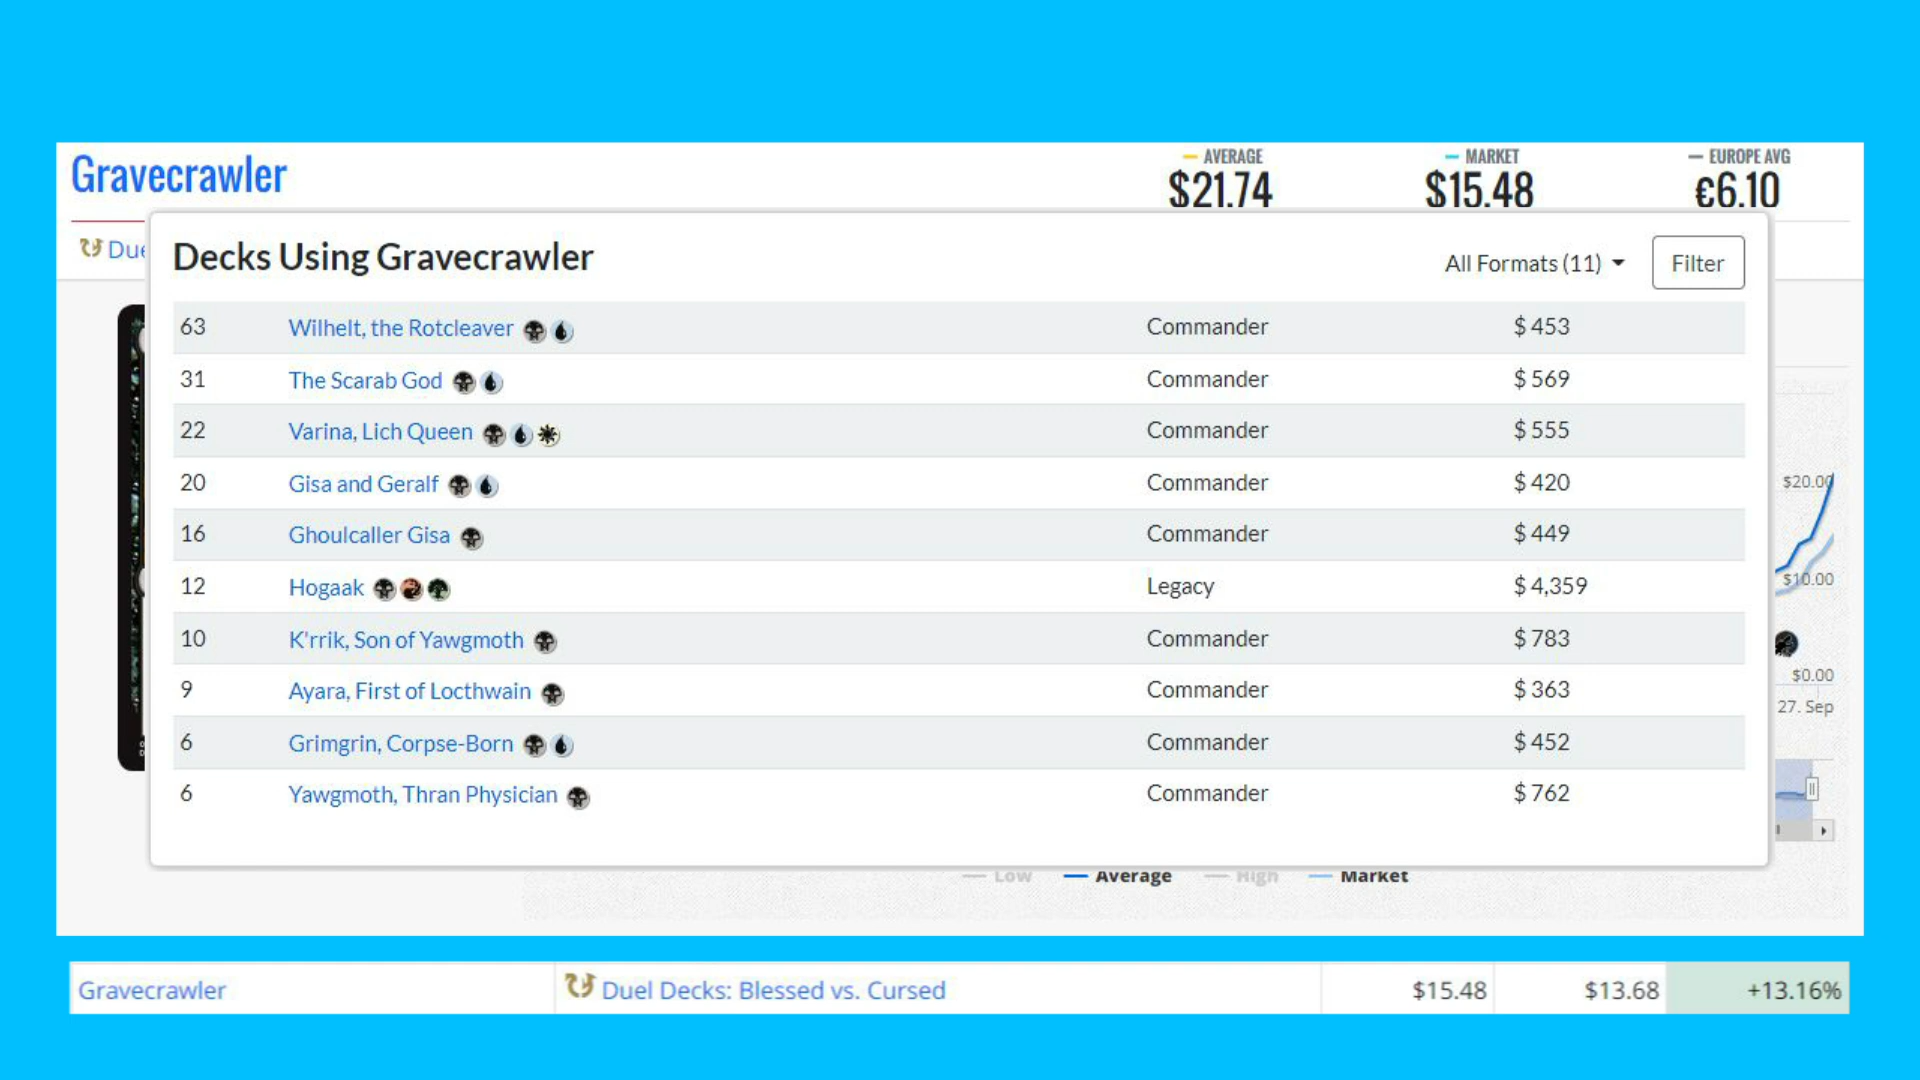 Gravecrawler
AVERAGE
$21.74
MARKET
$15.48
EUROPE AVG
€6.10
Due
Decks Using Gravecrawler
All Formats (11)
Filter
63 Wilhelt, the Rotcleaver Commander $ 453
31 The Scarab God Commander $ 569
22 Varina, Lich Queen Commander $ 555
20 Gisa and Geralf Commander $ 420
16 Ghoulcaller Gisa Commander $ 449
12 Hogaak Legacy $ 4,359
10 K'rrik, Son of Yawgmoth Commander $ 783
9 Ayara, First of Locthwain Commander $ 363
6 Grimgrin, Corpse-Born Commander $ 452
6 Yawgmoth, Thran Physician Commander $ 762
$20.00
$10.00
$0.00
27. Sep
Low Average High Market
Gravecrawler Duel Decks: Blessed vs. Cursed $15.48 $13.68 +13.16%